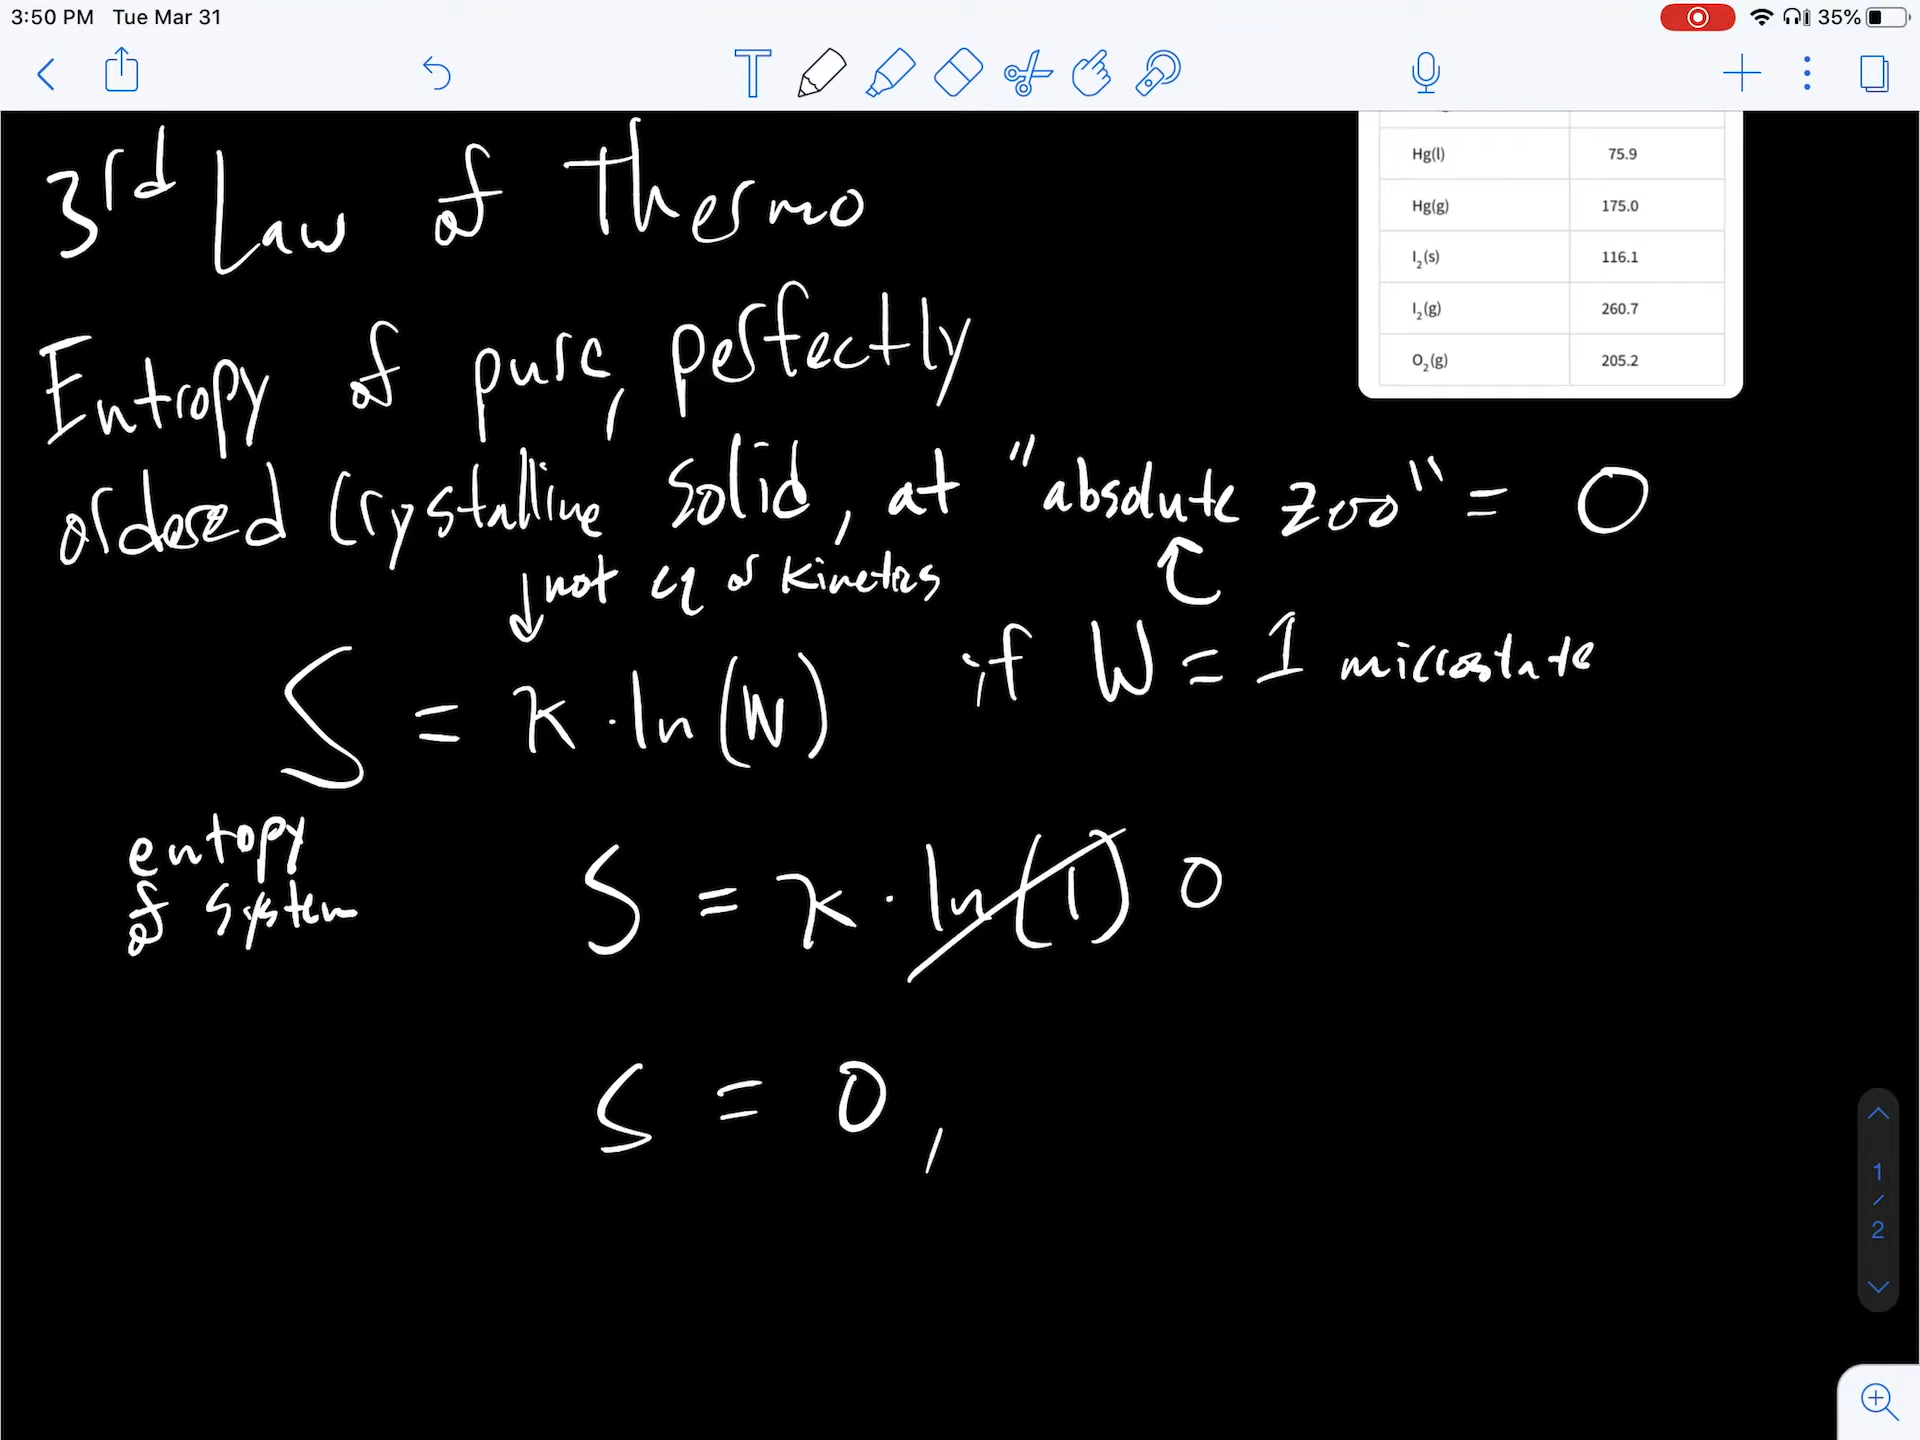 3:50 PM Tue Mar 31 35%
3rd Law of Thermo
Hg(l) 75.9
Hg(g) 175.0
I2(s) 116.1
I2(g) 260.7
O2(g) 205.2
Entropy of pure, perfectly
ordered Crystalline Solid, at "absolute zero" = 0
not eq or kinetics
S = k · ln(W) if W = 1 microstate
entopy
of System
S = k · ln(1) 0
S = 0,
1
/
2